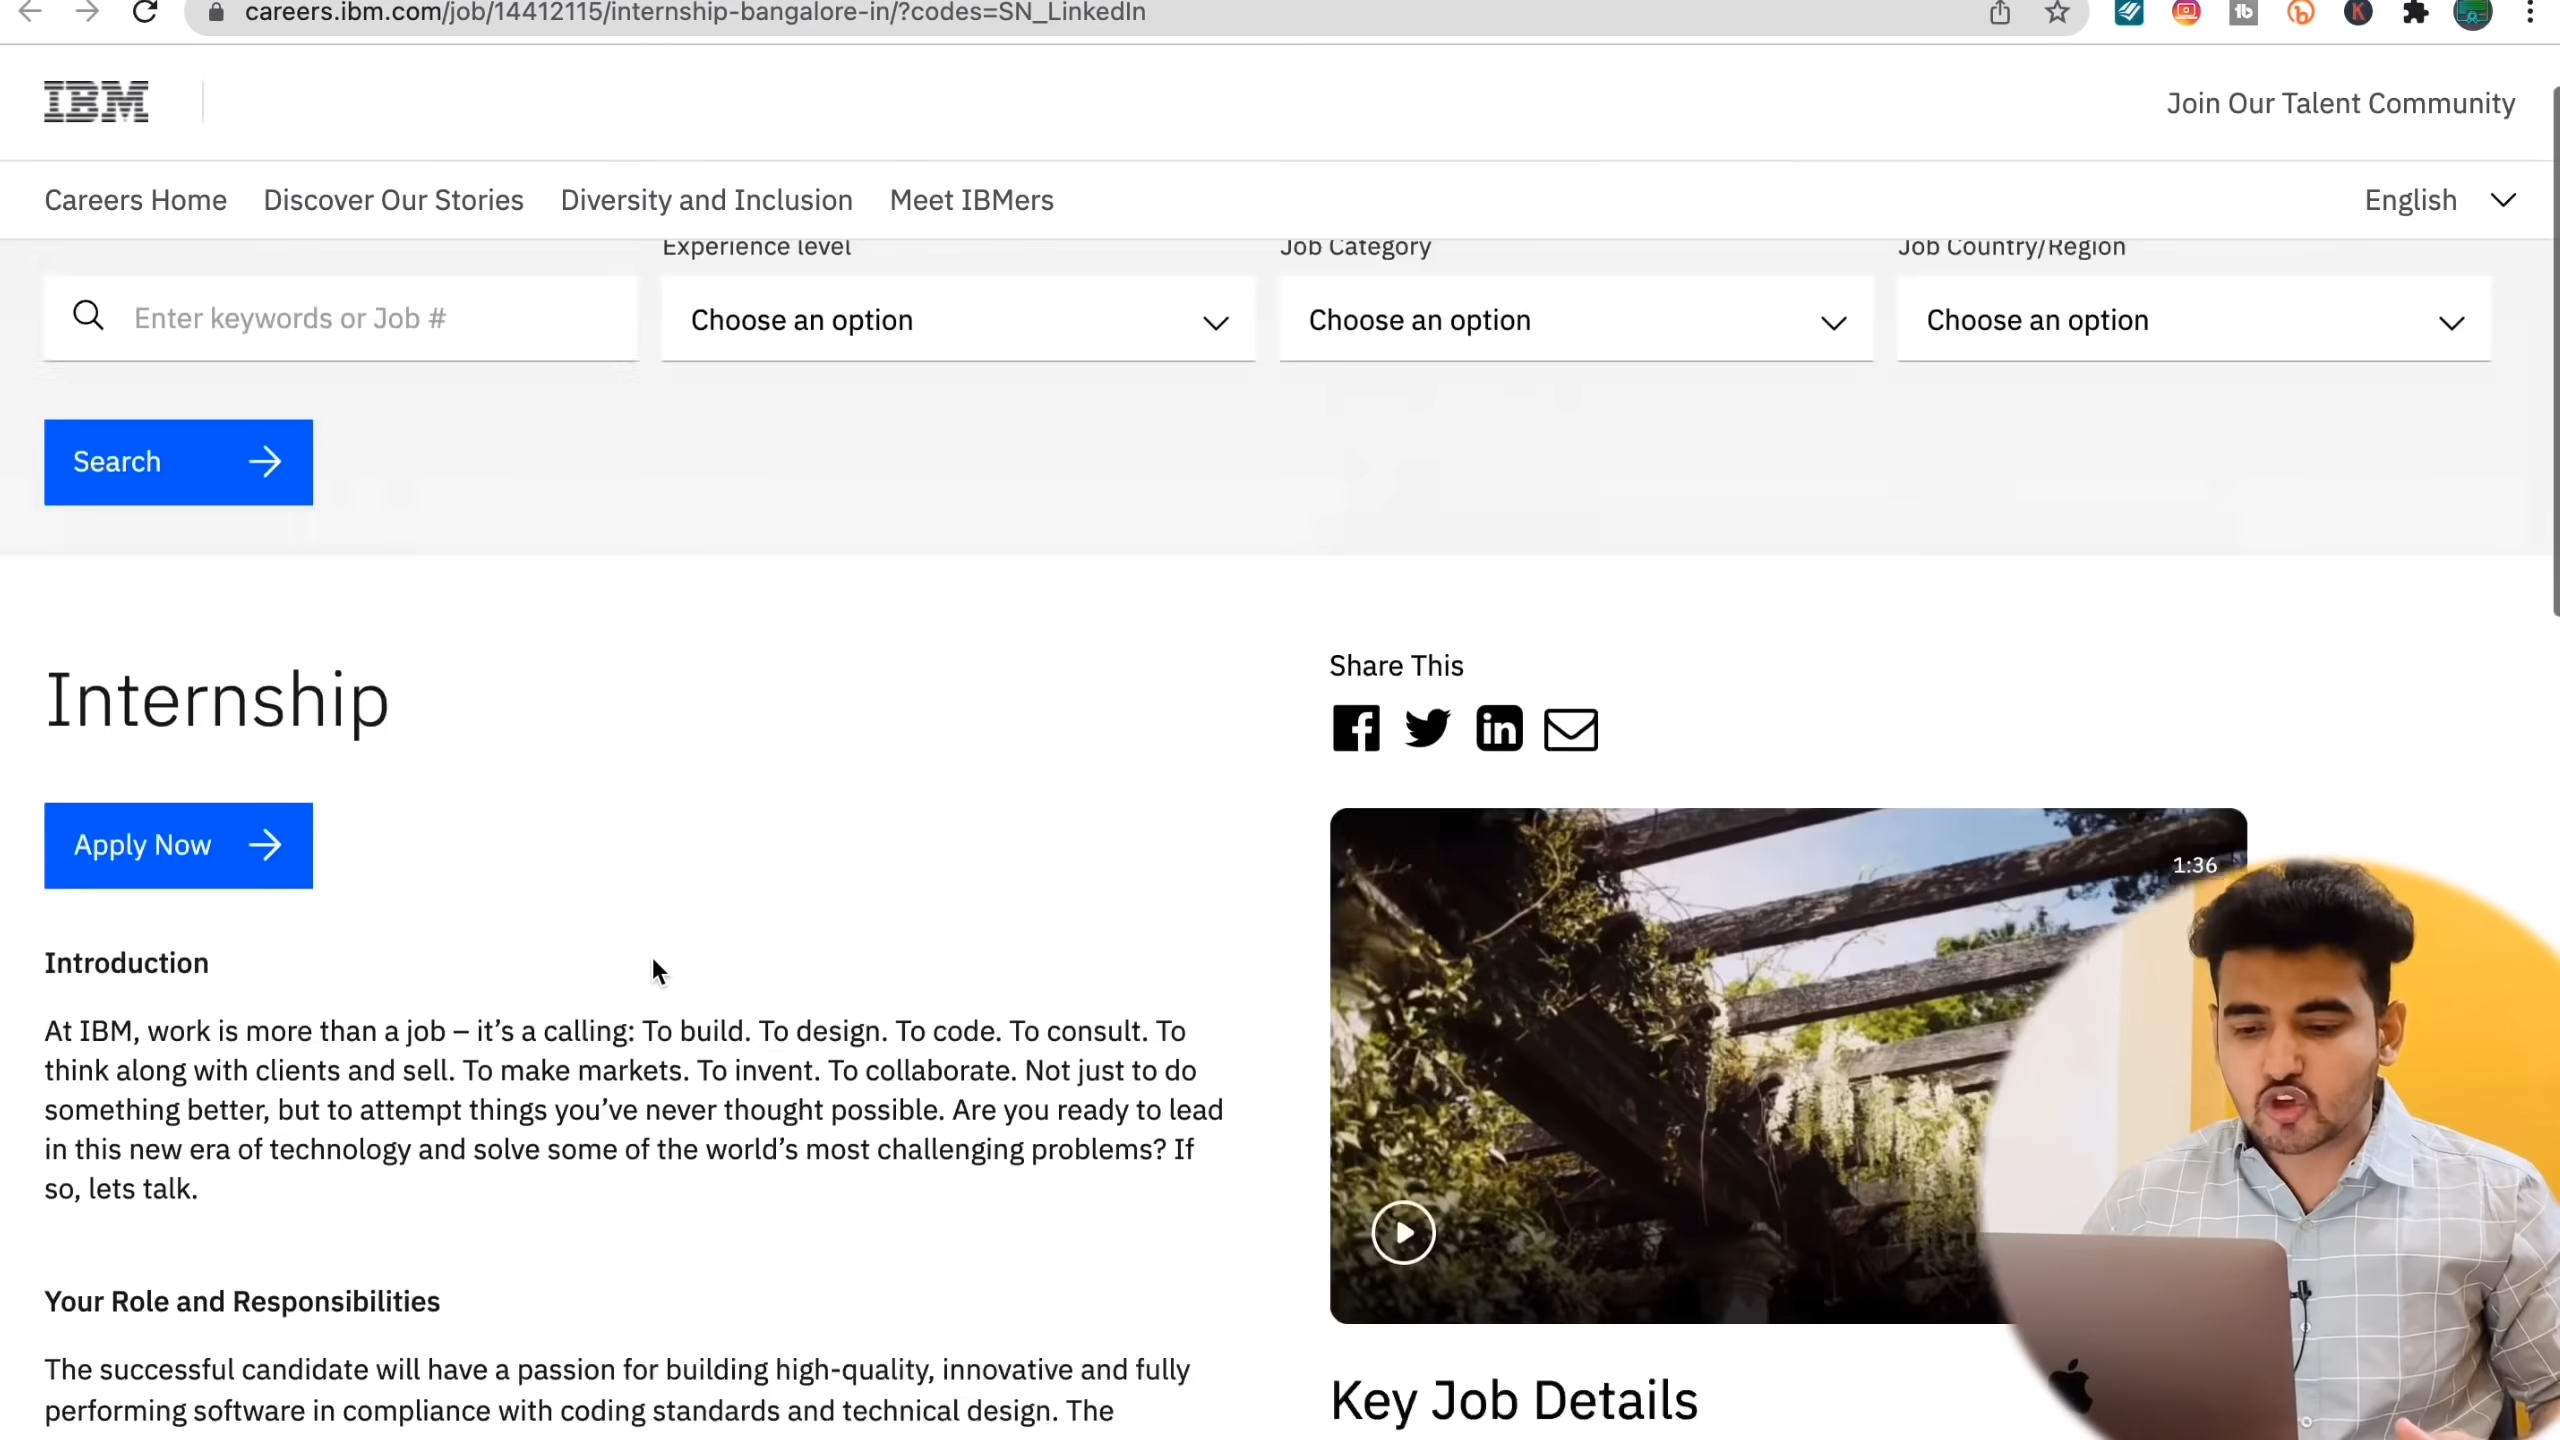 careers.ibm.com/job/14412115/internship-bangalore-in/?codes=SN_LinkedIn
tb
K
IBM
Join Our Talent Community
Careers Home
Discover Our Stories
Diversity and Inclusion
Meet IBMers
English
Experience level
Job Category
Job Country/Region
Enter keywords or Job #
Choose an option
Choose an option
Choose an option
Search
Internship
Share This
in
Apply Now
1:36
Introduction
At IBM, work is more than a job – it’s a calling: To build. To design. To code. To consult. To
think along with clients and sell. To make markets. To invent. To collaborate. Not just to do
something better, but to attempt things you’ve never thought possible. Are you ready to lead
in this new era of technology and solve some of the world’s most challenging problems? If
so, lets talk.
Your Role and Responsibilities
The successful candidate will have a passion for building high-quality, innovative and fully
performing software in compliance with coding standards and technical design. The
Key Job Details